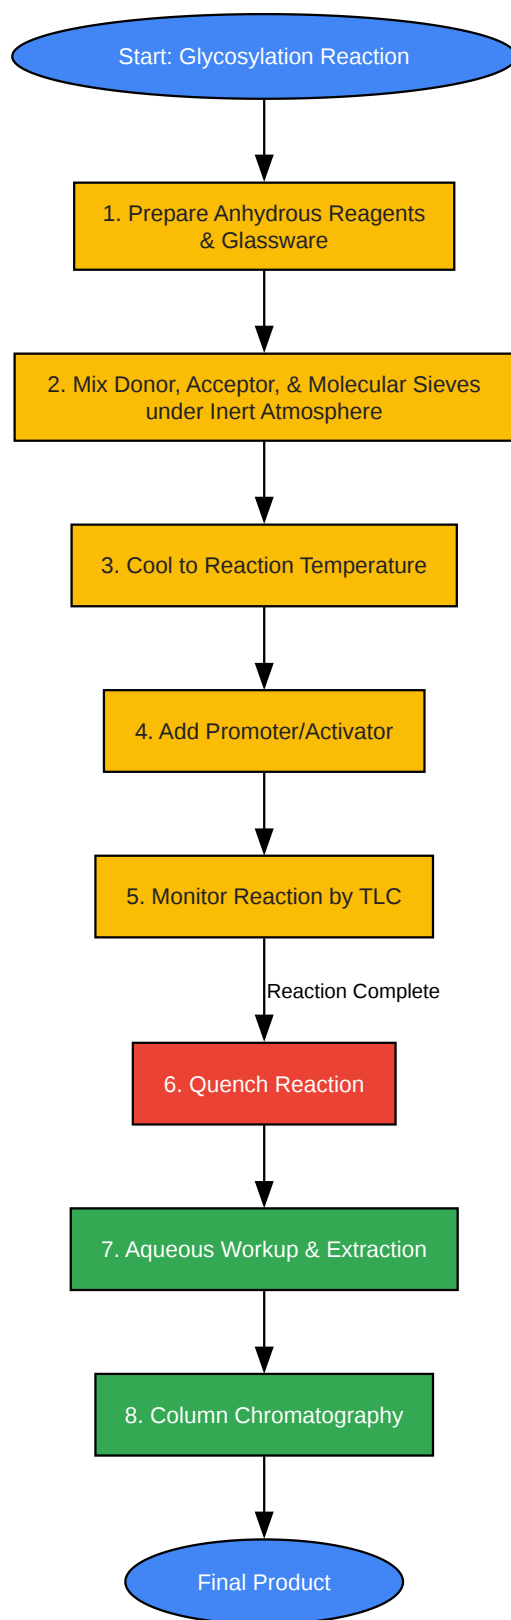 Start: Glycosylation Reaction
1. Prepare Anhydrous Reagents
& Glassware
2. Mix Donor, Acceptor, & Molecular Sieves
under Inert Atmosphere
3. Cool to Reaction Temperature
4. Add Promoter/Activator
5. Monitor Reaction by TLC
Reaction Complete
6. Quench Reaction
7. Aqueous Workup & Extraction
8. Column Chromatography
Final Product